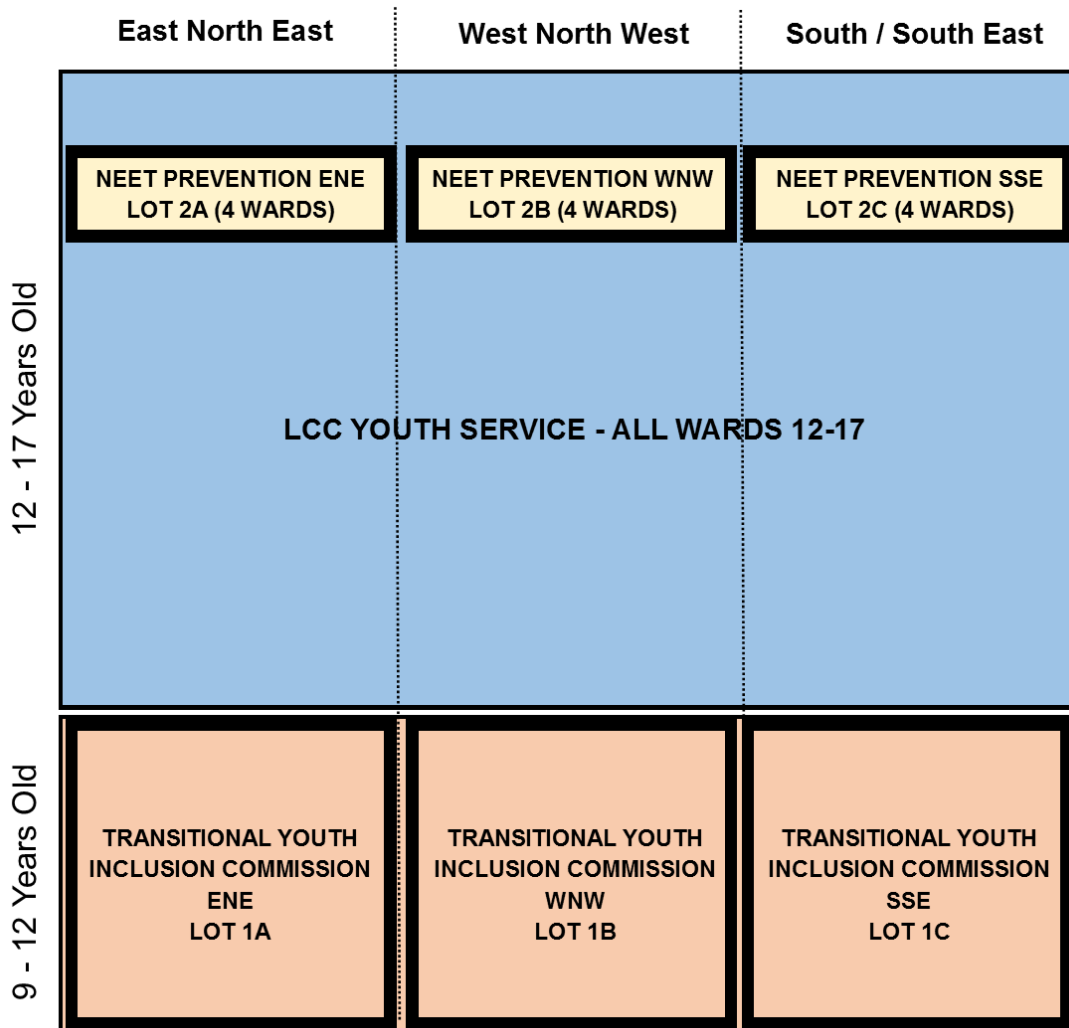 East North East
West North West
South / South East
12 - 17 Years Old
NEET PREVENTION ENE
LOT 2A (4 WARDS)
NEET PREVENTION WNW
LOT 2B (4 WARDS)
NEET PREVENTION SSE
LOT 2C (4 WARDS)
LCC YOUTH SERVICE - ALL WARDS 12-17
9 - 12 Years Old
TRANSITIONAL YOUTH
INCLUSION COMMISSION
ENE
LOT 1A
TRANSITIONAL YOUTH
INCLUSION COMMISSION
WNW
LOT 1B
TRANSITIONAL YOUTH
INCLUSION COMMISSION
SSE
LOT 1C